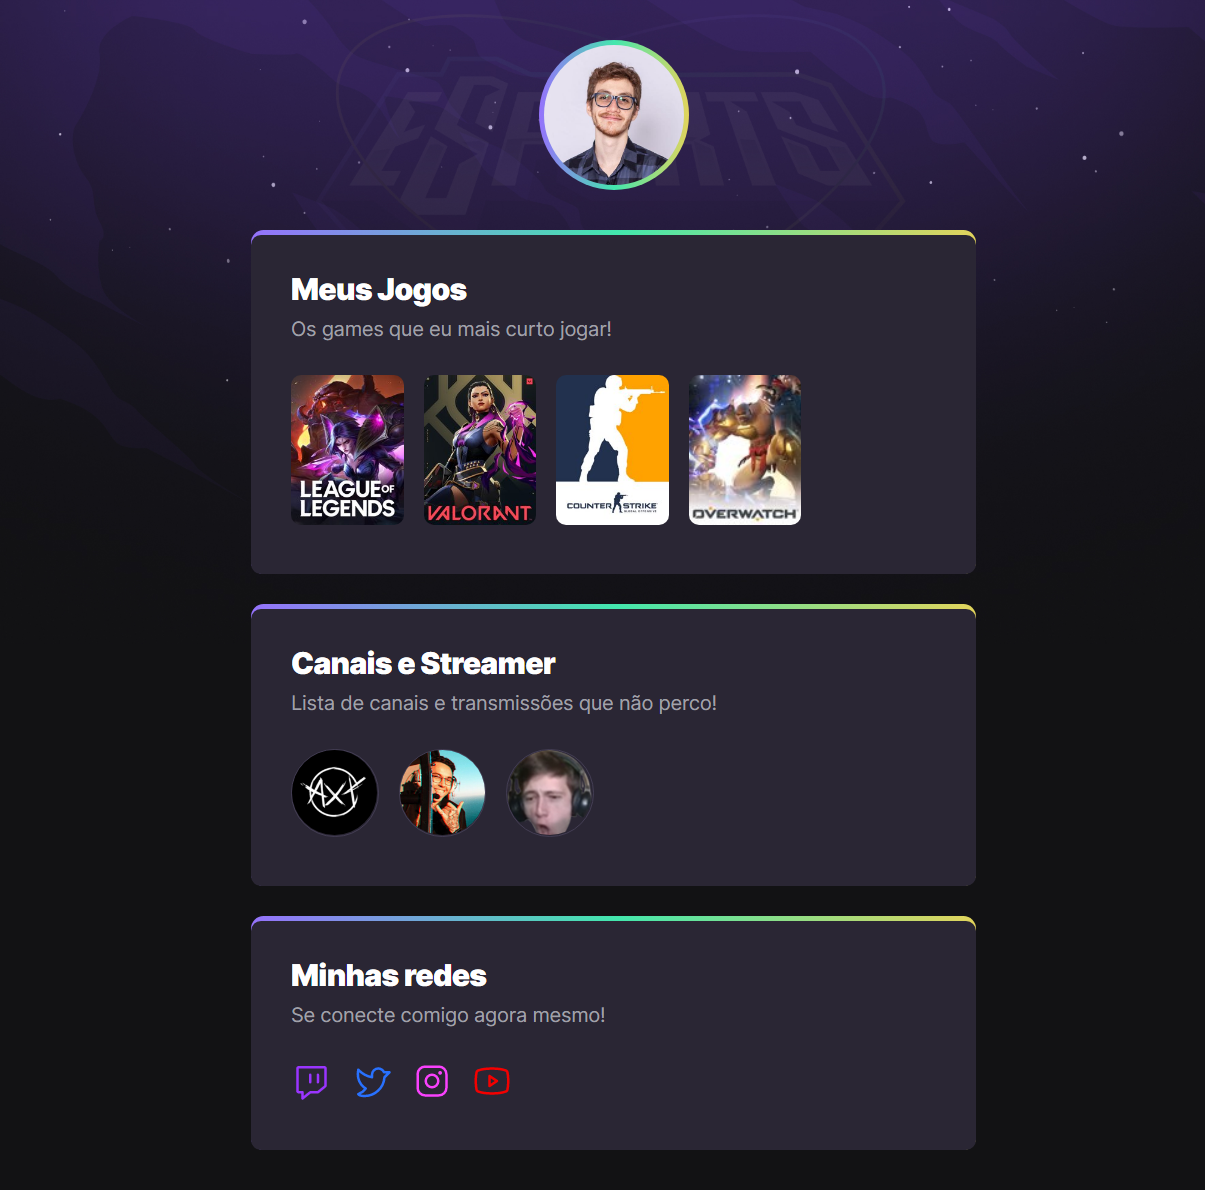 ESPORTS
Meus Jogos
Os games que eu mais curto jogar!
LEAGUE OF
LEGENDS
VALORANT
COUNTER STRIKE
OVERWATCH
Canais e Streamer
Lista de canais e transmissões que não perco!
AXT
Minhas redes
Se conecte comigo agora mesmo!